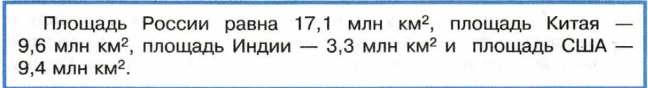 Площадь России равна 17,1 млн км², площадь Китая —
9,6 млн км², площадь Индии — 3,3 млн км² и площадь США —
9,4 млн км².